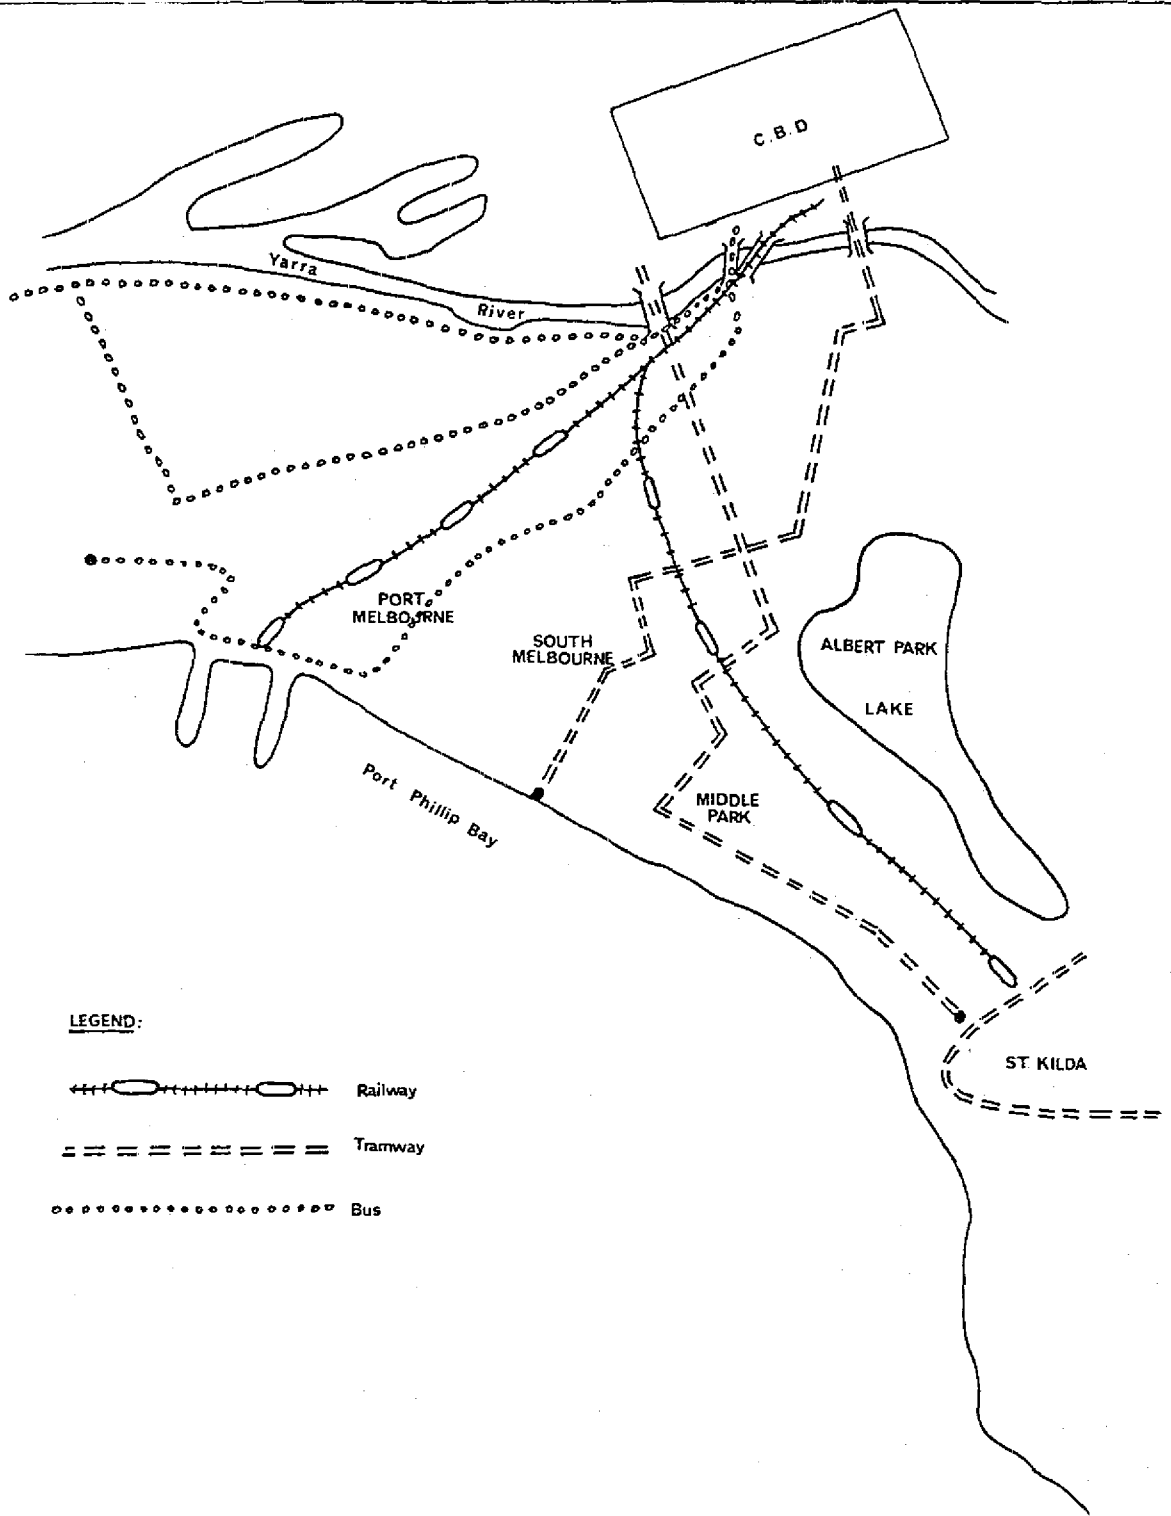 C.B.D
Yarra
River
PORT
MELBOURNE
SOUTH
MELBOURNE
ALBERT PARK
LAKE
Port Phillip Bay
MIDDLE
PARK
LEGEND:
ST KILDA
Railway
Tramway
Bus